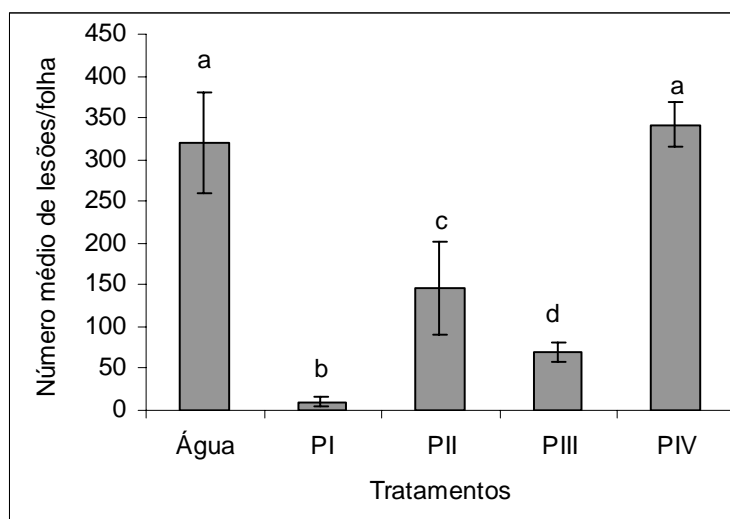 Número médio de lesões/folha
450
400
350
300
250
200
150
100
50
0
a
b
c
d
a
Água PI PII PIII PIV
Tratamentos